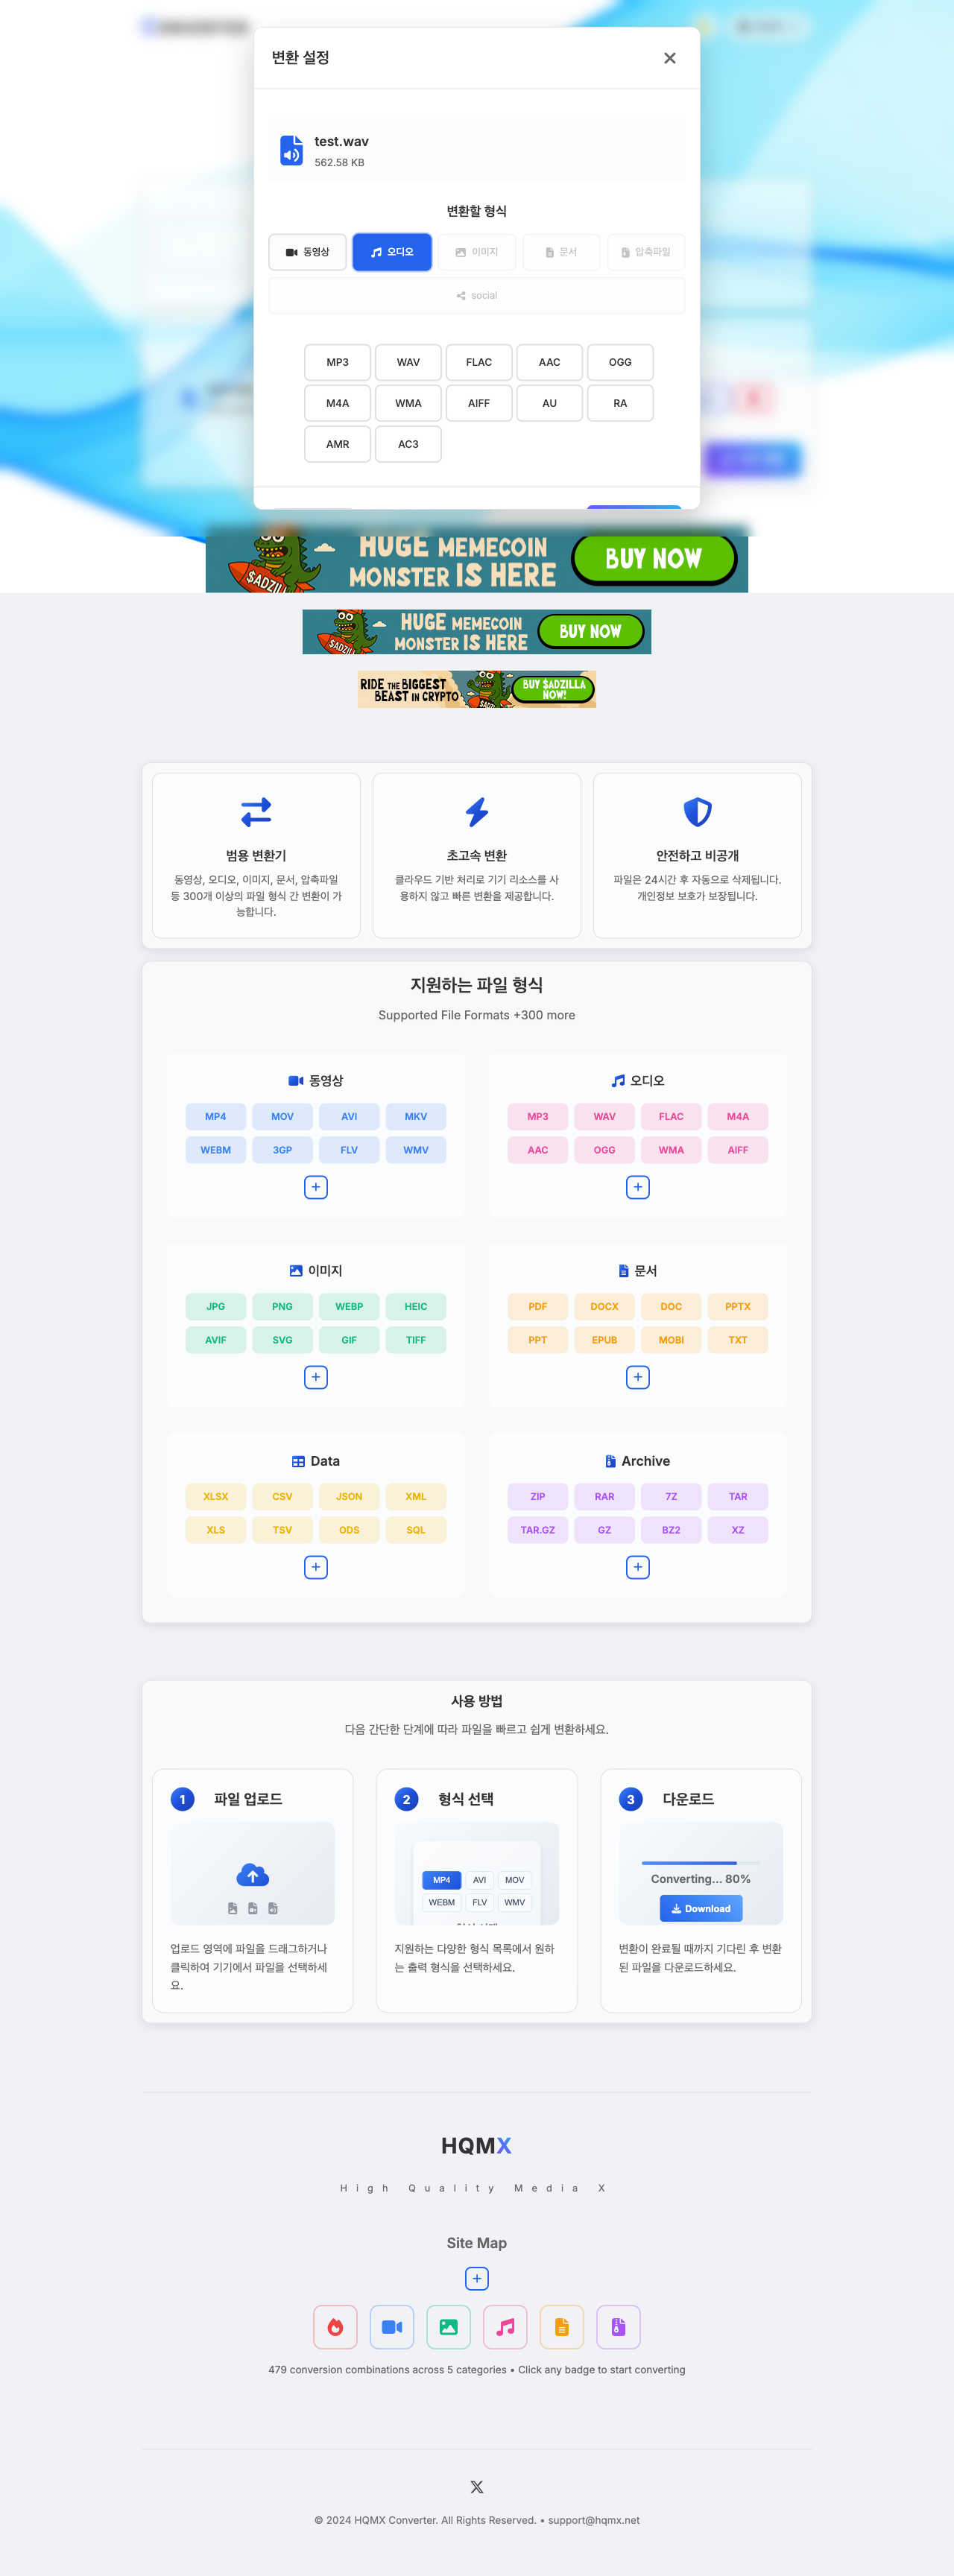 변환 설정
test.wav
562.58 KB
변환할 형식
동영상
오디오
이미지
문서
압축파일
social
MP3
WAV
FLAC
AAC
OGG
M4A
WMA
AIFF
AU
RA
AMR
AC3
HUGE MEMECOIN
MONSTER IS HERE
BUY NOW
$ADZILLA
HUGE MEMECOIN
MONSTER IS HERE
BUY NOW
RIDE THE BIGGEST
BEAST IN CRYPTO
BUY $ADZILLA
NOW!
범용 변환기
동영상, 오디오, 이미지, 문서, 압축파일
등 300개 이상의 파일 형식 간 변환이 가
능합니다.
초고속 변환
클라우드 기반 처리로 기기 리소스를 사
용하지 않고 빠른 변환을 제공합니다.
안전하고 비공개
파일은 24시간 후 자동으로 삭제됩니다.
개인정보 보호가 보장됩니다.
지원하는 파일 형식
Supported File Formats +300 more
동영상
MP4
MOV
AVI
MKV
WEBM
3GP
FLV
WMV
오디오
MP3
WAV
FLAC
M4A
AAC
OGG
WMA
AIFF
이미지
JPG
PNG
WEBP
HEIC
AVIF
SVG
GIF
TIFF
문서
PDF
DOCX
DOC
PPTX
PPT
EPUB
MOBI
TXT
Data
XLSX
CSV
JSON
XML
XLS
TSV
ODS
SQL
Archive
ZIP
RAR
7Z
TAR
TAR.GZ
GZ
BZ2
XZ
사용 방법
다음 간단한 단계에 따라 파일을 빠르고 쉽게 변환하세요.
1 파일 업로드
업로드 영역에 파일을 드래그하거나
클릭하여 기기에서 파일을 선택하세
요.
2 형식 선택
MP4
AVI
MOV
WEBM
FLV
WMV
지원하는 다양한 형식 목록에서 원하
는 출력 형식을 선택하세요.
3 다운로드
Converting... 80%
Download
변환이 완료될 때까지 기다린 후 변환
된 파일을 다운로드하세요.
HQMX
High Quality Media X
Site Map
479 conversion combinations across 5 categories • Click any badge to start converting
© 2024 HQMX Converter. All Rights Reserved. • support@hqmx.net